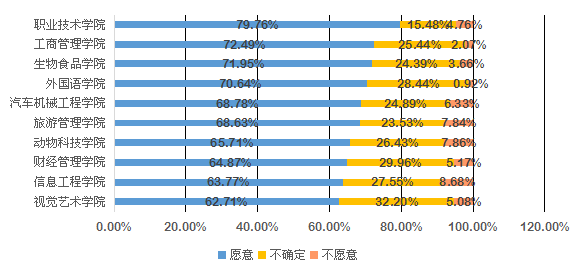 职业技术学院 79.76% 15.48% 4.76%
工商管理学院 72.49% 25.44% 2.07%
生物食品学院 71.95% 24.39% 3.66%
外国语学院 70.64% 28.44% 0.92%
汽车机械工程学院 68.78% 24.89% 6.33%
旅游管理学院 68.63% 23.53% 7.84%
动物科技学院 65.71% 26.43% 7.86%
财经管理学院 64.87% 29.96% 5.17%
信息工程学院 63.77% 27.55% 8.68%
视觉艺术学院 62.71% 32.20% 5.08%
0.00% 20.00% 40.00% 60.00% 80.00% 100.00% 120.00%
愿意 不确定 不愿意